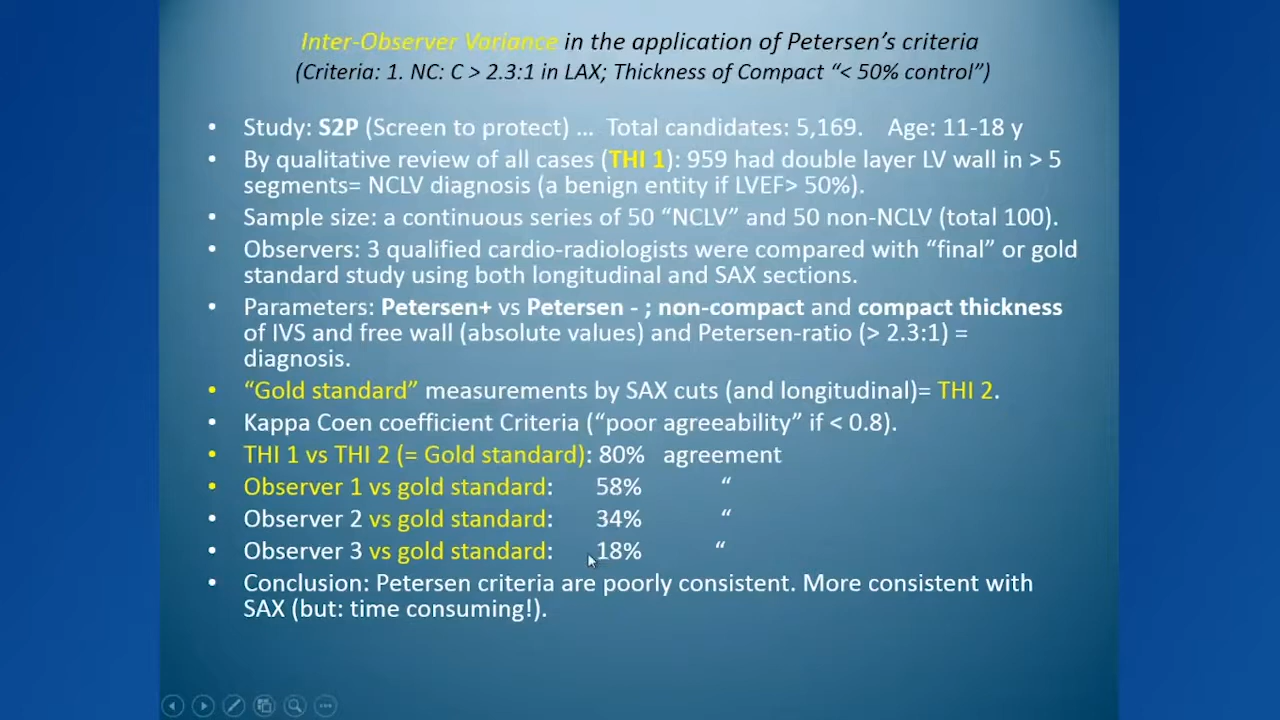 Inter-Observer Variance in the application of Petersen's criteria
(Criteria: 1. NC: C > 2.3:1 in LAX; Thickness of Compact "< 50% control")
• Study: S2P (Screen to protect) ... Total candidates: 5,169. Age: 11-18 y
• By qualitative review of all cases (THI 1): 959 had double layer LV wall in > 5
segments= NCLV diagnosis (a benign entity if LVEF> 50%).
• Sample size: a continuous series of 50 "NCLV" and 50 non-NCLV (total 100).
• Observers: 3 qualified cardio-radiologists were compared with "final" or gold
standard study using both longitudinal and SAX sections.
• Parameters: Petersen+ vs Petersen - ; non-compact and compact thickness
of IVS and free wall (absolute values) and Petersen-ratio (> 2.3:1) =
diagnosis.
• "Gold standard" measurements by SAX cuts (and longitudinal)= THI 2.
• Kappa Coen coefficient Criteria ("poor agreeability" if < 0.8).
• THI 1 vs THI 2 (= Gold standard): 80% agreement
• Observer 1 vs gold standard: 58% "
• Observer 2 vs gold standard: 34% "
• Observer 3 vs gold standard: 18% "
• Conclusion: Petersen criteria are poorly consistent. More consistent with
SAX (but: time consuming!).